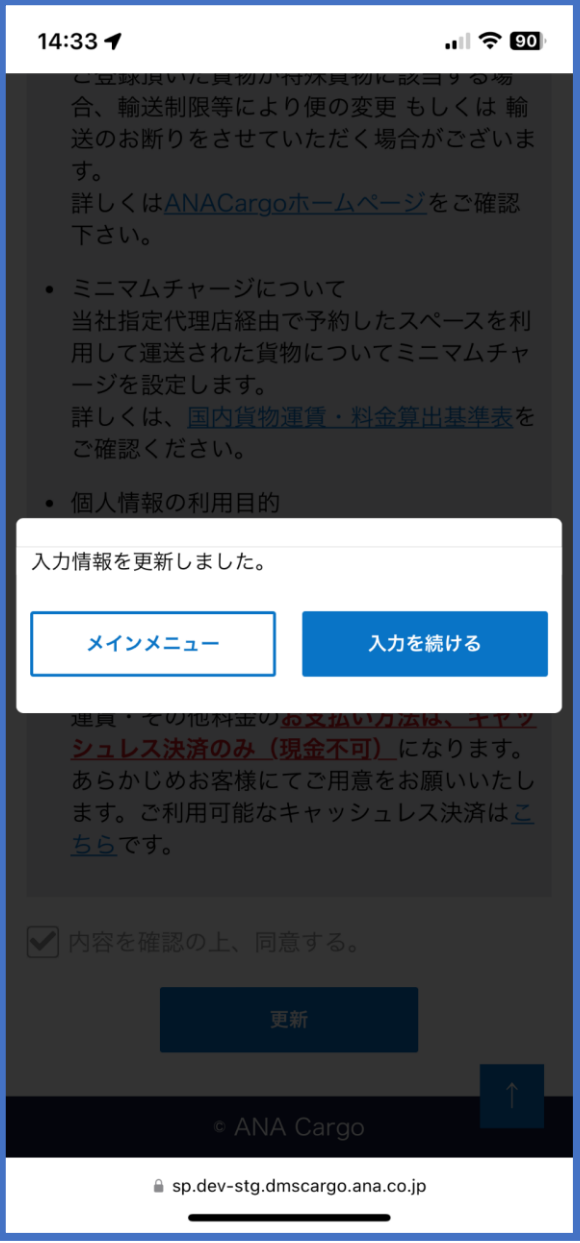 14:33
90
ご登録頂いた貨物が特殊貨物に該当する場
合、輸送制限等により便の変更 もしくは 輸
送のお断りをさせていただく場合がございま
す。
詳しくはANACargoホームページをご確認
下さい。
• ミニマムチャージについて
当社指定代理店経由で予約したスペースを利
用して運送された貨物についてミニマムチャ
ージを設定します。
詳しくは、国内貨物運賃・料金算出基準表を
ご確認ください。
• 個人情報の利用目的
入力情報を更新しました。
メインメニュー
入力を続ける
運賃・その他料金のお支払い方法は、キャッ
シュレス決済のみ（現金不可）になります。
あらかじめお客様にてご用意をお願いいたし
ます。ご利用可能なキャッシュレス決済はこ
ちらです。
内容を確認の上、同意する。
更新
↑
© ANA Cargo
sp.dev-stg.dmscargo.ana.co.jp